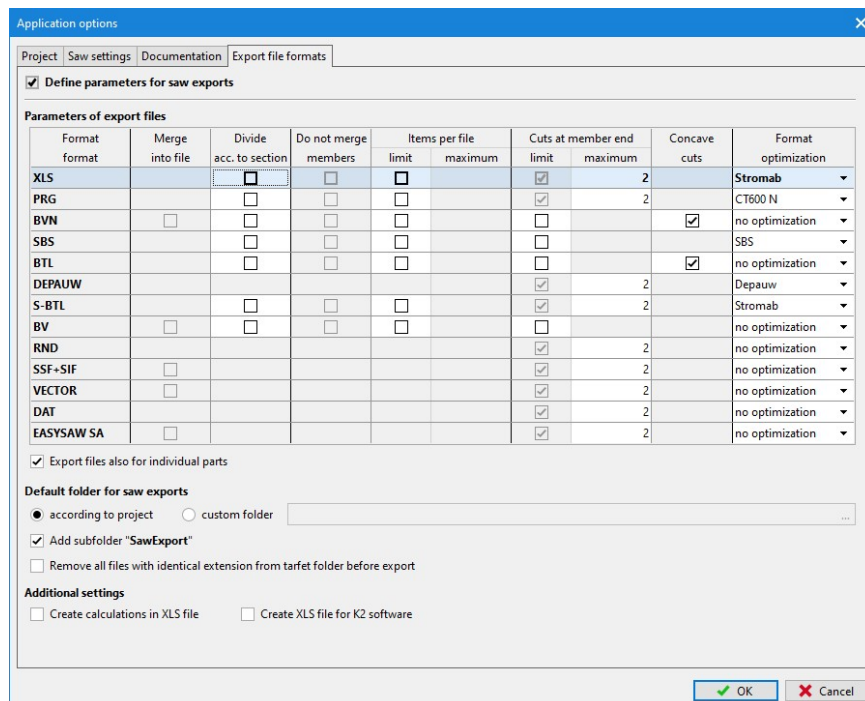 Application options
Project Saw settings Documentation Export file formats
Define parameters for saw exports
Parameters of export files
Format Merge Divide Do not merge Items per file Cuts at member end Concave Format
format into file acc. to section members limit maximum limit maximum cuts optimization
XLS 2 Stromab
PRG 2 CT600 N
BVN no optimization
SBS SBS
BTL no optimization
DEPAUW 2 Depauw
S-BTL 2 Stromab
BV no optimization
RND 2 no optimization
SSF+SIF 2 no optimization
VECTOR 2 no optimization
DAT 2 no optimization
EASYSAW SA 2 no optimization
Export files also for individual parts
Default folder for saw exports
according to project custom folder ...
Add subfolder "SawExport"
Remove all files with identical extension from tarfet folder before export
Additional settings
Create calculations in XLS file Create XLS file for K2 software
OK Cancel